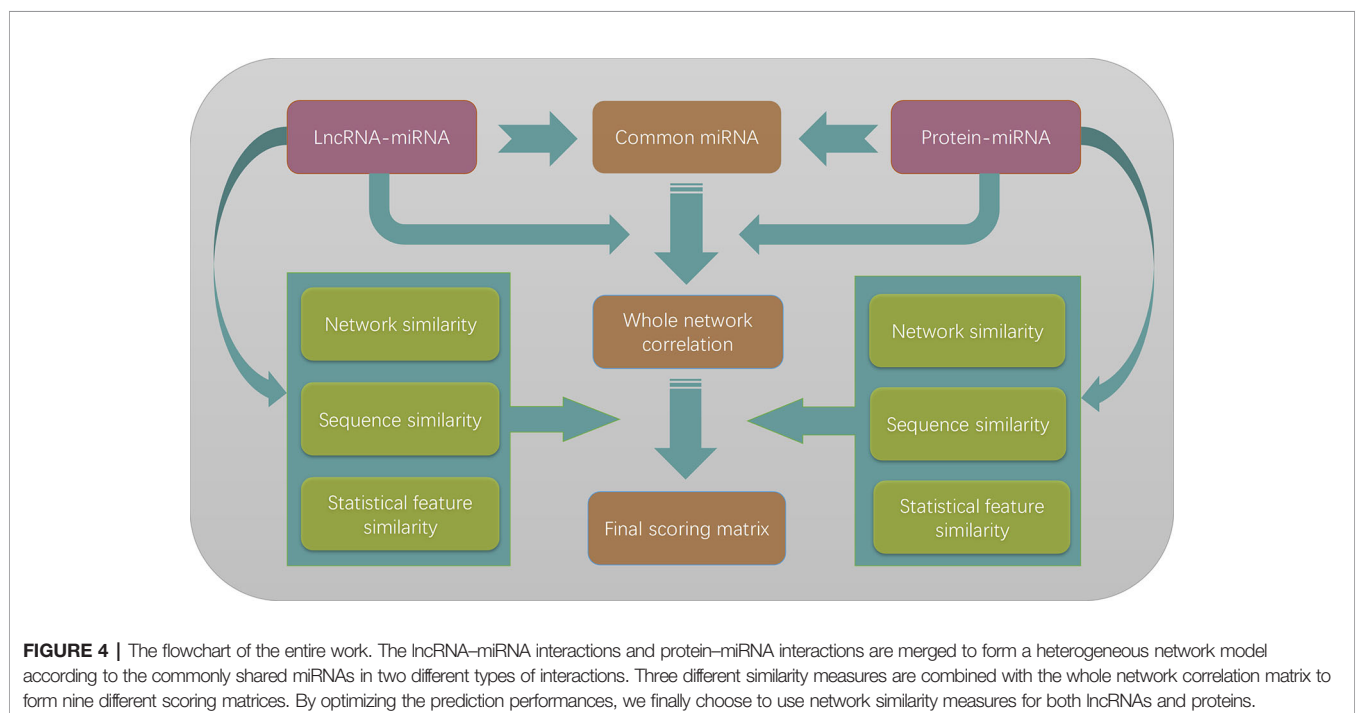 LncRNA-miRNA
Common miRNA
Protein-miRNA
Network similarity
Sequence similarity
Statistical feature
similarity
Whole network
correlation
Final scoring matrix
Network similarity
Sequence similarity
Statistical feature
similarity
FIGURE 4 | The flowchart of the entire work. The lncRNA–miRNA interactions and protein–miRNA interactions are merged to form a heterogeneous network model
according to the commonly shared miRNAs in two different types of interactions. Three different similarity measures are combined with the whole network correlation matrix to
form nine different scoring matrices. By optimizing the prediction performances, we finally choose to use network similarity measures for both lncRNAs and proteins.